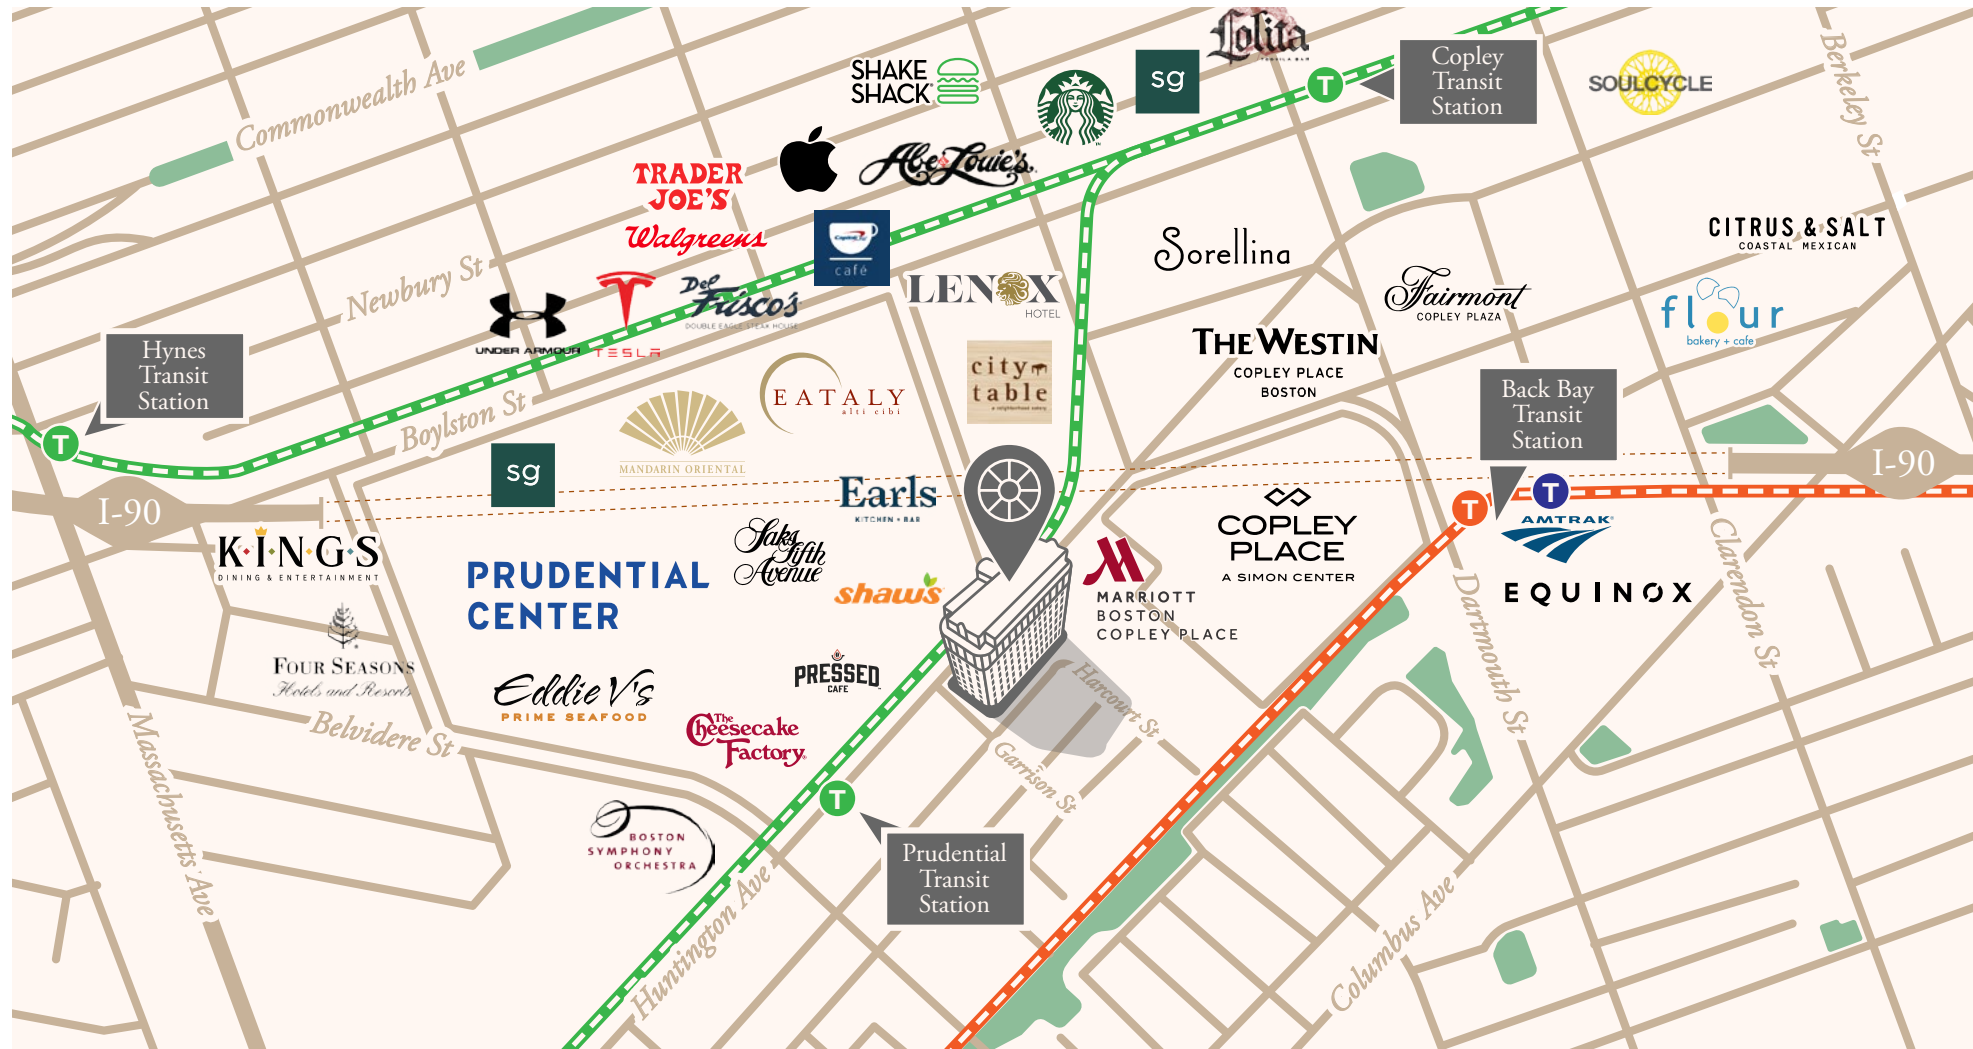 Lolita
TEQUILA BAR
SHAKE
SHACK
sg
T
Copley
Transit
Station
SOULCYCLE
Berkeley St
Commonwealth Ave
TRADER
JOE'S
Abe & Louie's
Walgreens
Capital One
café
Sorellina
CITRUS & SALT
COASTAL MEXICAN
Newbury St
UNDER ARMOUR
TESLA
Del
Frisco's
DOUBLE EAGLE STEAK HOUSE
LENOX
HOTEL
Fairmont
COPLEY PLAZA
flour
bakery + cafe
THE WESTIN
COPLEY PLACE
BOSTON
Hynes
Transit
Station
T
Boylston St
EATALY
alti cibi
city
table
a neighborhood eatery
Back Bay
Transit
Station
MANDARIN ORIENTAL
sg
I-90
I-90
Earls
KITCHEN + BAR
T
T
AMTRAK
KINGS
DINING & ENTERTAINMENT
Saks
Fifth
Avenue
COPLEY
PLACE
A SIMON CENTER
PRUDENTIAL
CENTER
shaw's
MARRIOTT
BOSTON
COPLEY PLACE
EQUINOX
Dartmouth St
Clarendon St
FOUR SEASONS
Hotels and Resorts
Eddie V's
PRIME SEAFOOD
PRESSED
CAFE
Harcourt St
Belvidere St
The
Cheesecake
Factory
Garrison St
Massachusetts Ave
T
BOSTON
SYMPHONY
ORCHESTRA
Prudential
Transit
Station
Huntington Ave
Columbus Ave